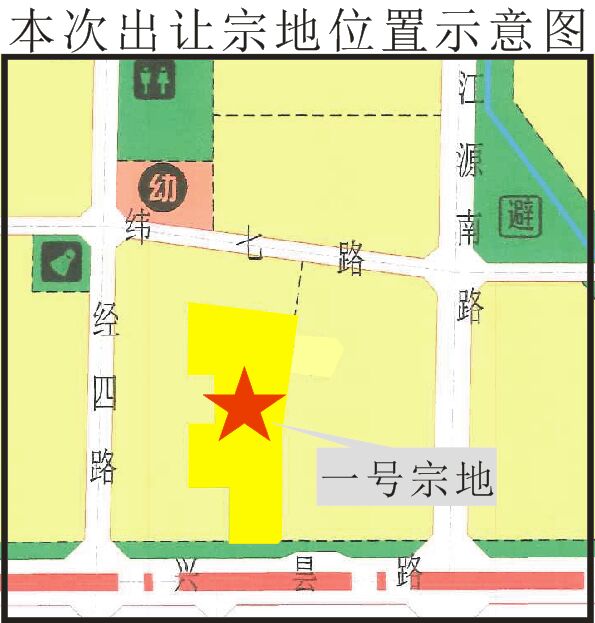 本次出让宗地位置示意图
幼
避
纬七路
江源南路
经四路
一号宗地
兴昙路